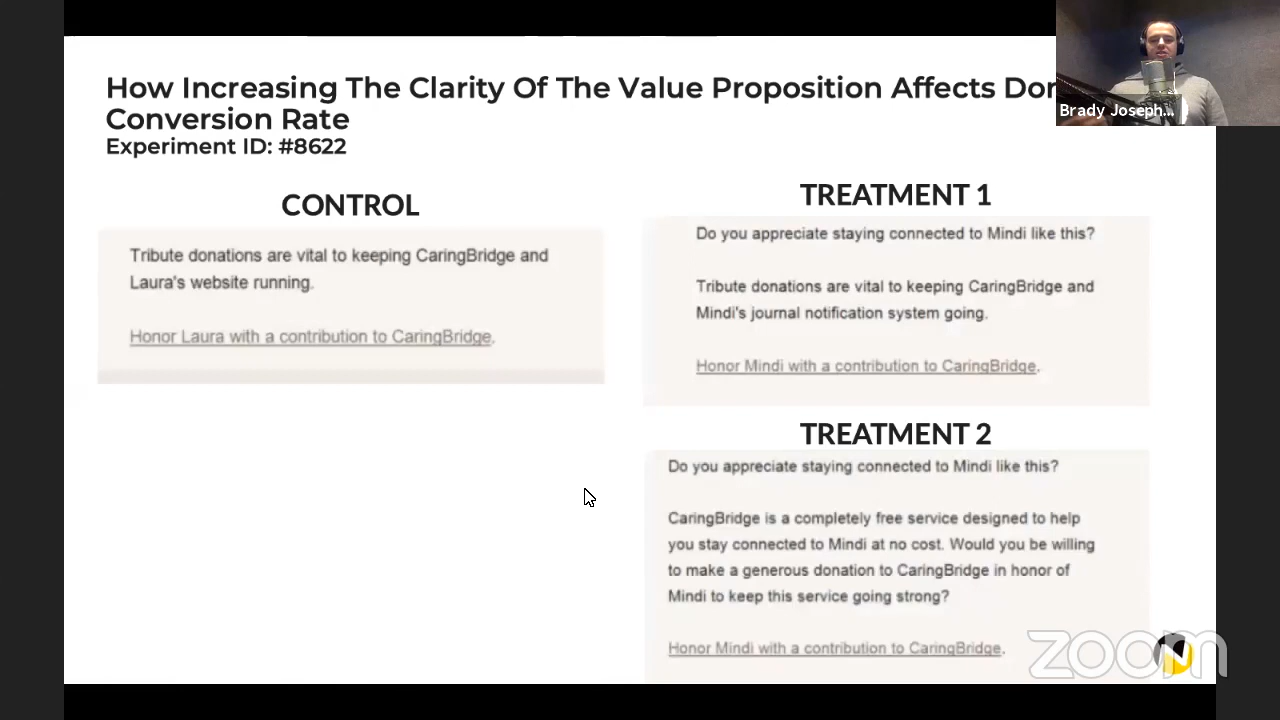 How Increasing The Clarity Of The Value Proposition Affects Don
Conversion Rate
Experiment ID: #8622
Brady Joseph...
CONTROL
Tribute donations are vital to keeping CaringBridge and
Laura's website running.
Honor Laura with a contribution to CaringBridge.
TREATMENT 1
Do you appreciate staying connected to Mindi like this?
Tribute donations are vital to keeping CaringBridge and
Mindi's journal notification system going.
Honor Mindi with a contribution to CaringBridge.
TREATMENT 2
Do you appreciate staying connected to Mindi like this?
CaringBridge is a completely free service designed to help
you stay connected to Mindi at no cost. Would you be willing
to make a generous donation to CaringBridge in honor of
Mindi to keep this service going strong?
Honor Mindi with a contribution to CaringBridge.
zoom